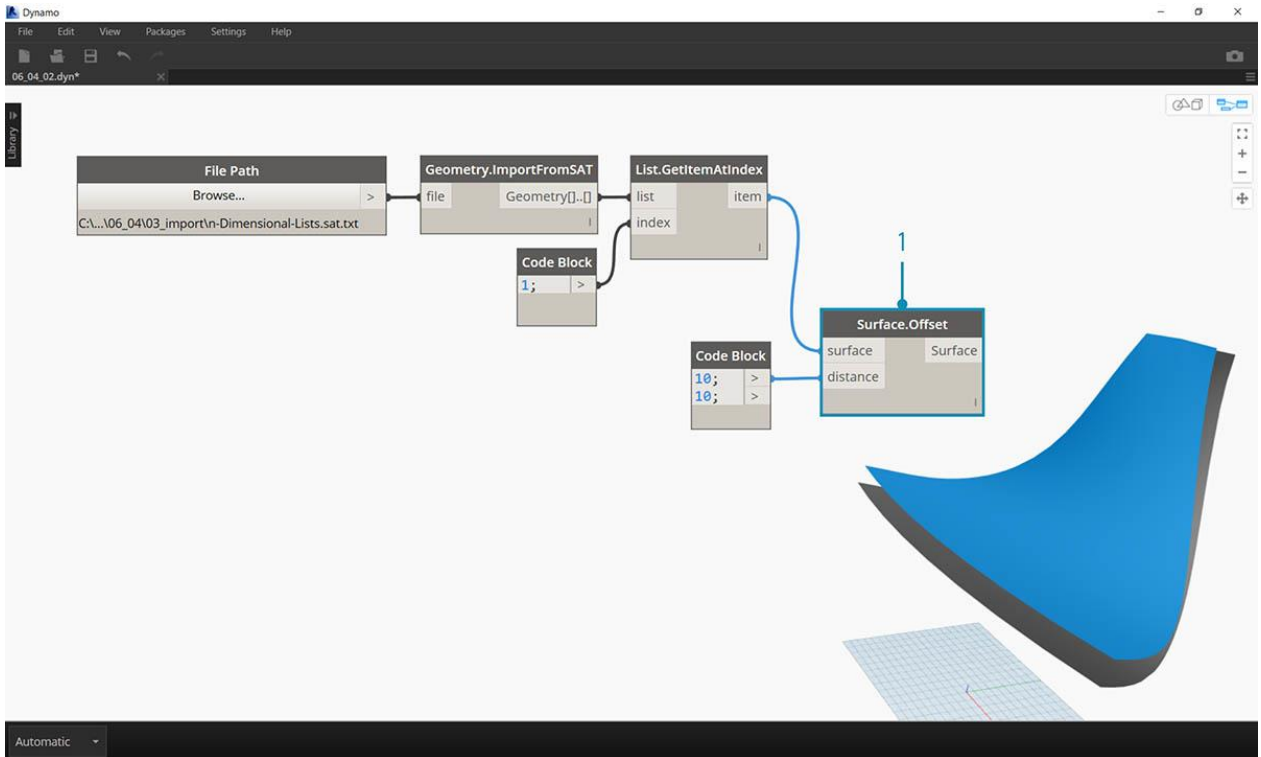 Dynamo
File Edit View Packages Settings Help
06_04_02.dyn*
Library
File Path
Browse... >
C:\...\06_04\03_import\n-Dimensional-Lists.sat.txt
Geometry.ImportFromSAT
file Geometry[]..[]
List.GetItemAtIndex
list item
index
Code Block
1; >
1
Surface.Offset
surface Surface
distance
Code Block
10; >
10; >
Automatic